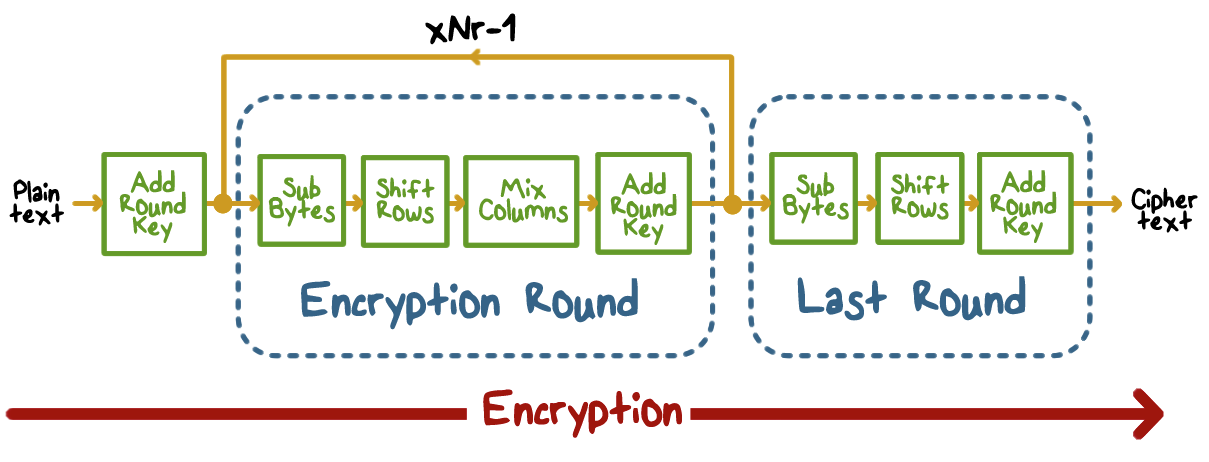 xNr-1
Plain
text
Add
Round
Key
Sub
Bytes
Shift
Rows
Mix
Columns
Add
Round
Key
Encryption Round
Sub
Bytes
Shift
Rows
Add
Round
Key
Last Round
Cipher
text
Encryption